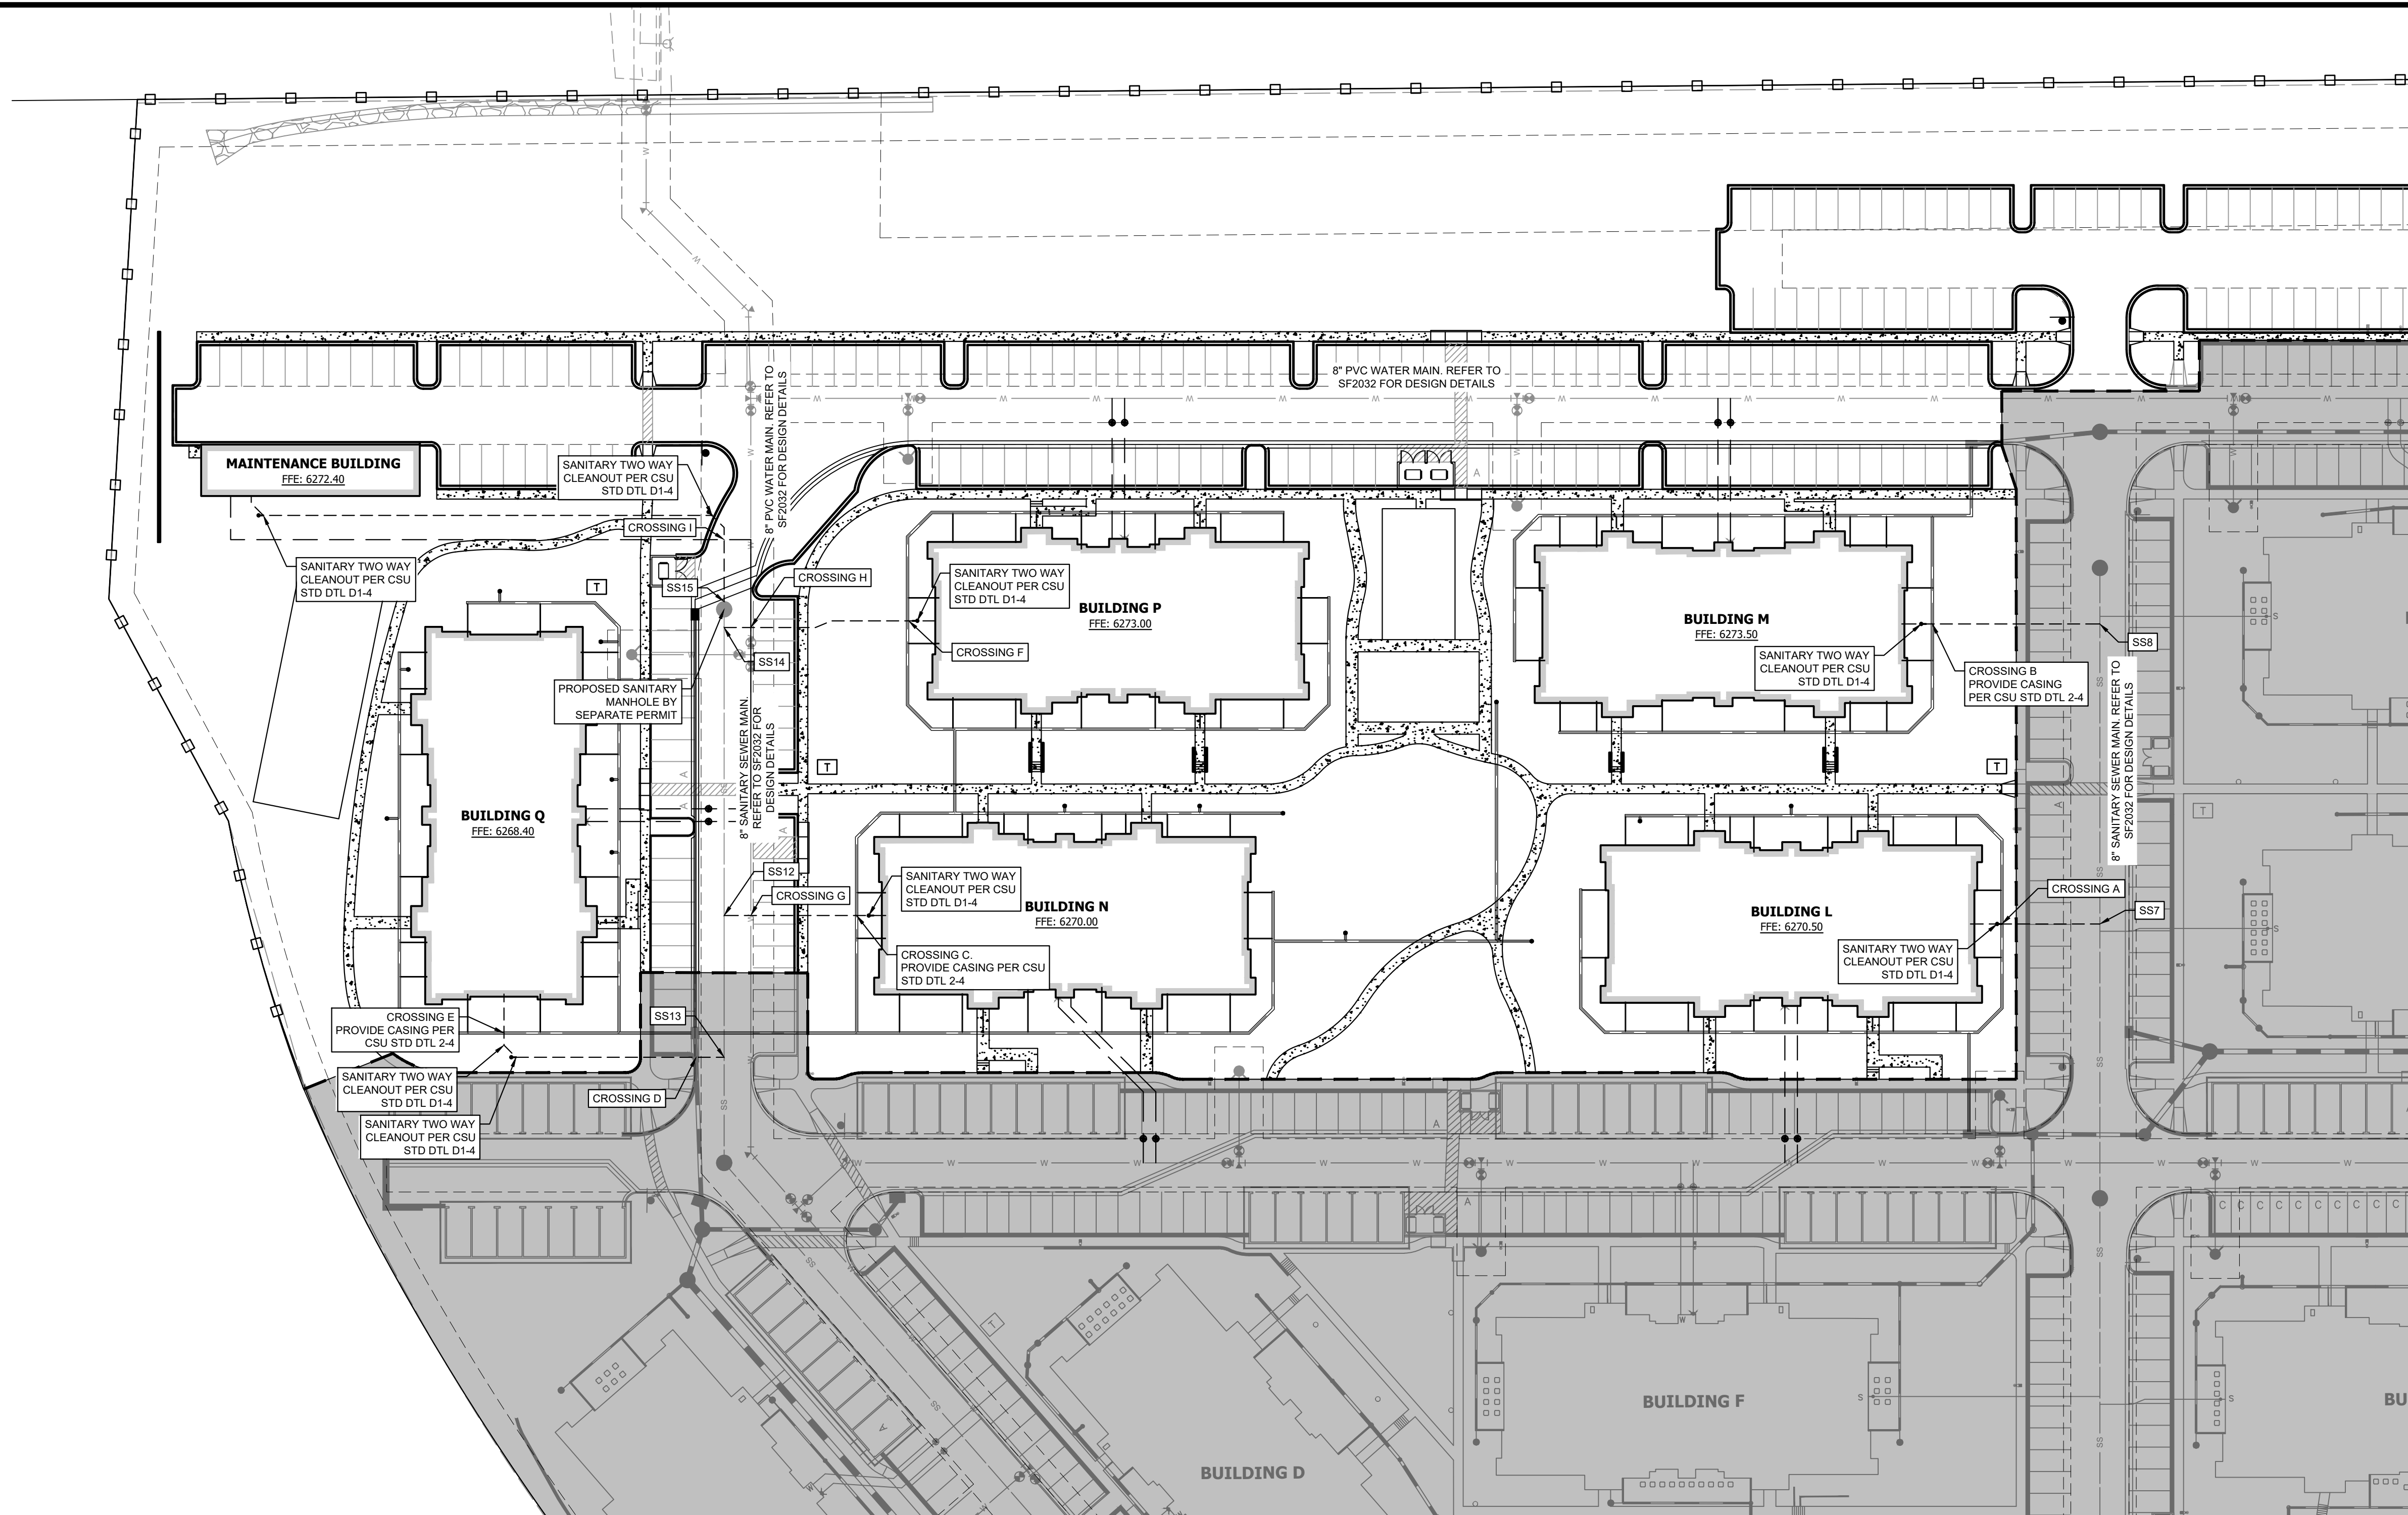 8" PVC WATER MAIN. REFER TO
SF2032 FOR DESIGN DETAILS
8" PVC WATER MAIN. REFER TO
SF2032 FOR DESIGN DETAILS
MAINTENANCE BUILDING
FFE: 6272.40
SANITARY TWO WAY
CLEANOUT PER CSU
STD DTL D1-4
CROSSING I
SANITARY TWO WAY
CLEANOUT PER CSU
STD DTL D1-4
T
SS15
CROSSING H
SANITARY TWO WAY
CLEANOUT PER CSU
STD DTL D1-4
BUILDING P
FFE: 6273.00
CROSSING F
SS14
PROPOSED SANITARY
MANHOLE BY
SEPARATE PERMIT
BUILDING M
FFE: 6273.50
SANITARY TWO WAY
CLEANOUT PER CSU
STD DTL D1-4
SS8
CROSSING B
PROVIDE CASING
PER CSU STD DTL 2-4
8" SANITARY SEWER MAIN. REFER TO
SF2032 FOR DESIGN DETAILS
8" SANITARY SEWER MAIN.
REFER TO SF2032 FOR
DESIGN DETAILS
T
T
T
BUILDING Q
FFE: 6268.40
SS12
CROSSING G
SANITARY TWO WAY
CLEANOUT PER CSU
STD DTL D1-4
BUILDING N
FFE: 6270.00
CROSSING C.
PROVIDE CASING PER CSU
STD DTL 2-4
BUILDING L
FFE: 6270.50
CROSSING A
SS7
SANITARY TWO WAY
CLEANOUT PER CSU
STD DTL D1-4
SS13
CROSSING E
PROVIDE CASING PER
CSU STD DTL 2-4
SANITARY TWO WAY
CLEANOUT PER CSU
STD DTL D1-4
CROSSING D
SANITARY TWO WAY
CLEANOUT PER CSU
STD DTL D1-4
T
BUILDING F
BUILDING D
BU